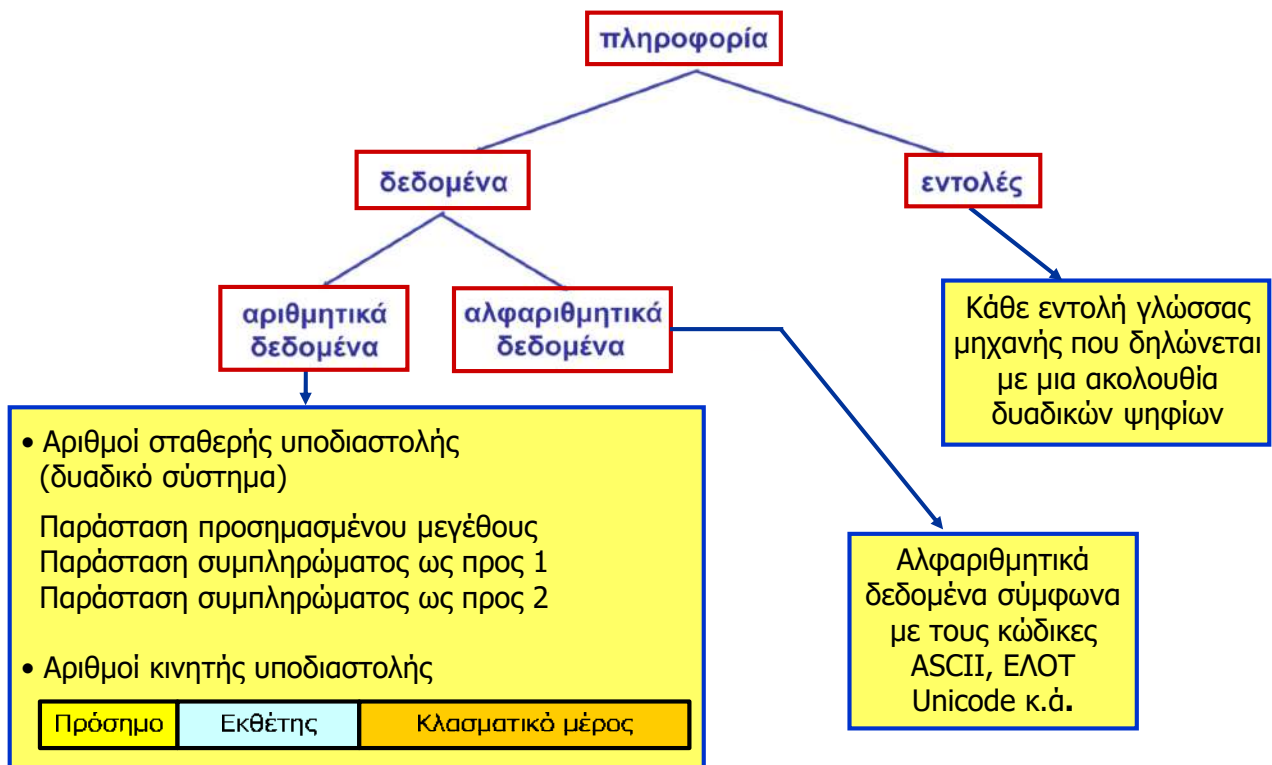 πληροφορία
δεδομένα
εντολές
αριθμητικά
δεδομένα
αλφαριθμητικά
δεδομένα
Κάθε εντολή γλώσσας
μηχανής που δηλώνεται
με μια ακολουθία
δυαδικών ψηφίων
• Αριθμοί σταθερής υποδιαστολής
(δυαδικό σύστημα)
Παράσταση προσημασμένου μεγέθους
Παράσταση συμπληρώματος ως προς 1
Παράσταση συμπληρώματος ως προς 2
• Αριθμοί κινητής υποδιαστολής
Πρόσημο Εκθέτης Κλασματικό μέρος
Αλφαριθμητικά
δεδομένα σύμφωνα
με τους κώδικες
ASCII, ΕΛΟΤ
Unicode κ.ά.